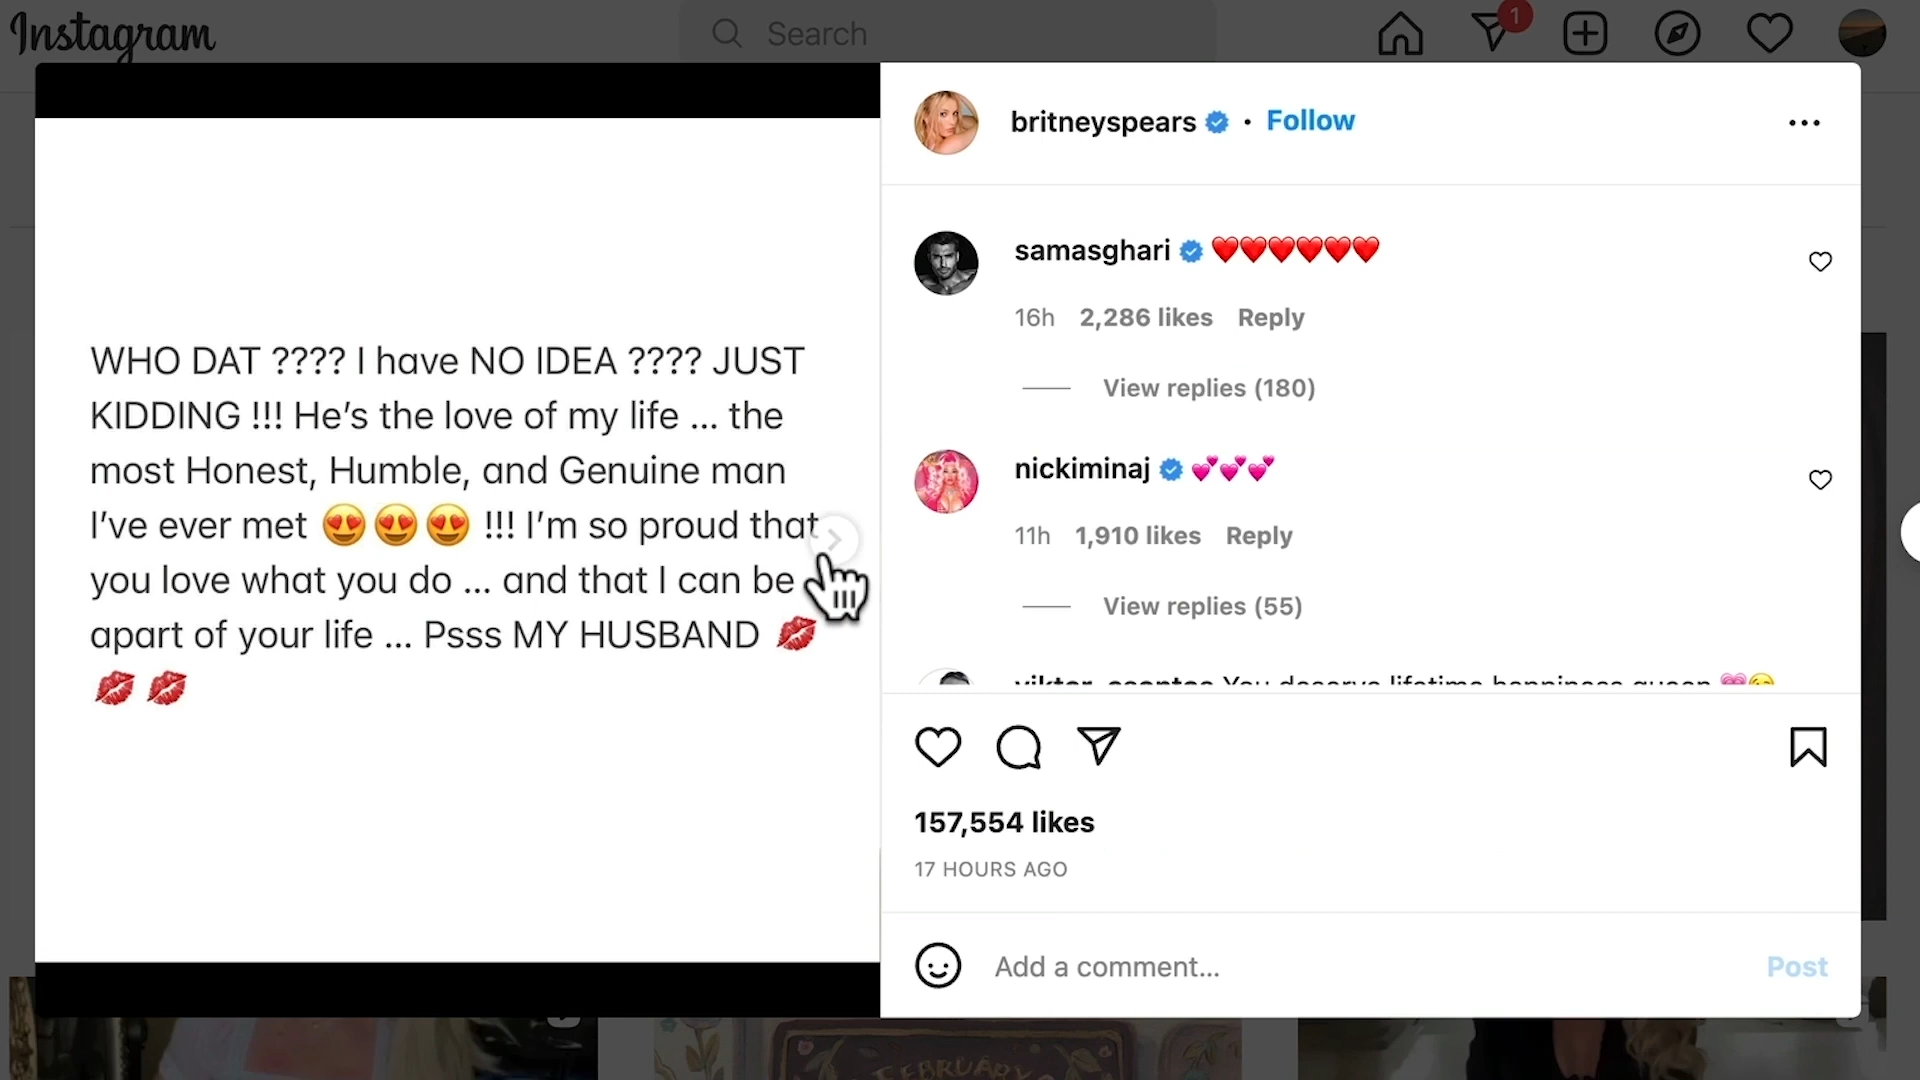 Instagram
Search
1
WHO DAT ???? I have NO IDEA ???? JUST
KIDDING !!! He’s the love of my life ... the
most Honest, Humble, and Genuine man
I’ve ever met 😍😍😍 !!! I’m so proud that
you love what you do ... and that I can be
apart of your life ... Psss MY HUSBAND 💋
💋💋
britneyspears • Follow
samasghari ❤️❤️❤️❤️❤️❤️
16h 2,286 likes Reply
View replies (180)
nickiminaj 💕💕💕
11h 1,910 likes Reply
View replies (55)
You deserve lifetime happiness queen
157,554 likes
17 HOURS AGO
Add a comment...
Post
FEBRUARY